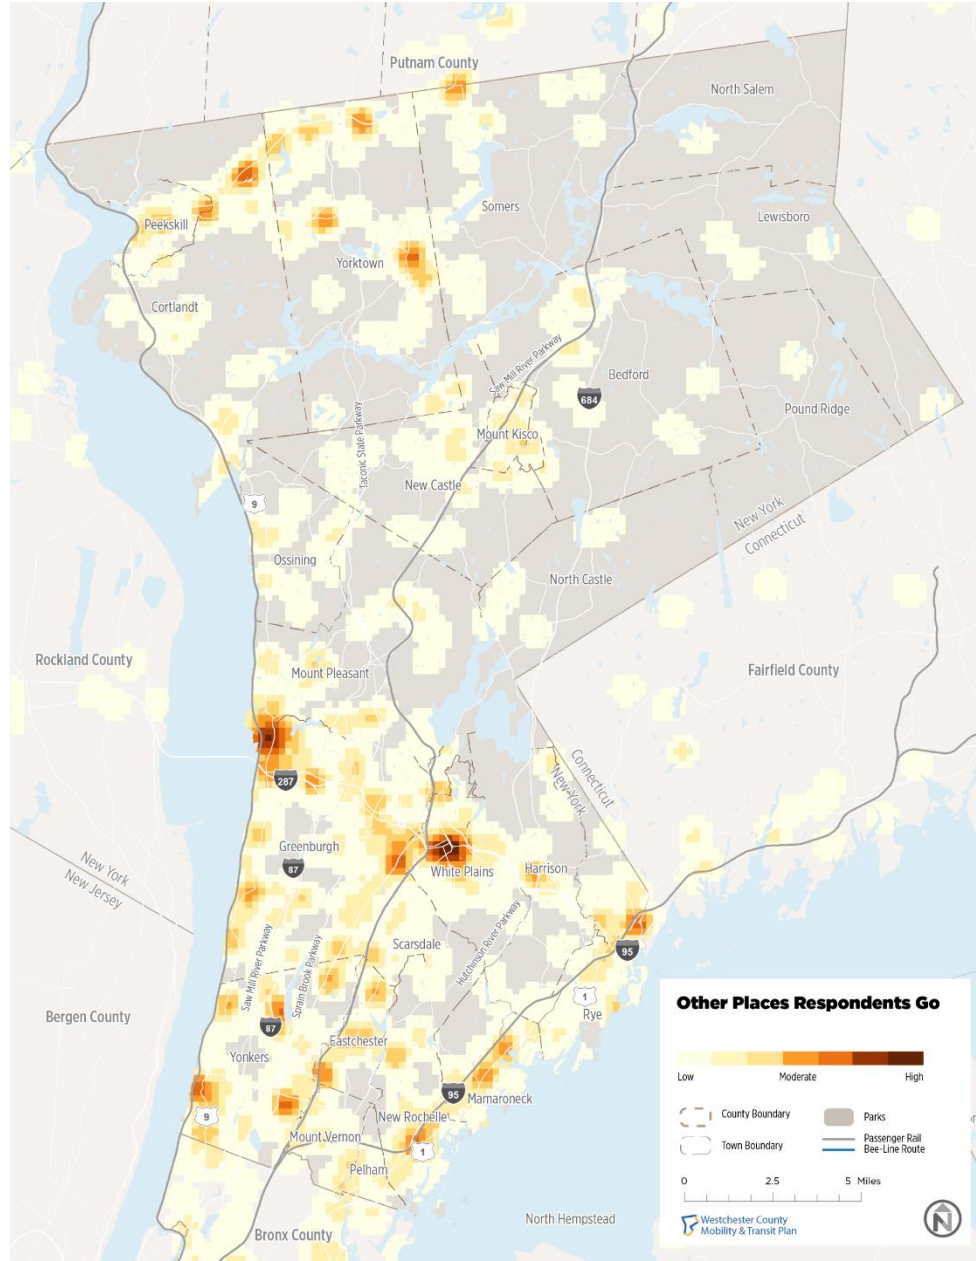 Putnam County
North Salem
Somers
Lewisboro
Peekskill
Yorktown
Cortlandt
Saw Mill River Parkway
Bedford
684
Pound Ridge
Taconic State Parkway
Mount Kisco
New Castle
9
New York
Connecticut
Ossining
North Castle
Rockland County
Mount Pleasant
Fairfield County
287
Connecticut
New York
Greenburgh
87
White Plains
Harrison
New York
New Jersey
Scarsdale
Hutchinson River Parkway
95
Saw Mill River Parkway
Sprain Brook Parkway
1
Rye
Bergen County
87
Eastchester
Yonkers
95
Mamaroneck
9
New Rochelle
1
Mount Vernon
Pelham
Bronx County
North Hempstead
Other Places Respondents Go
Low
Moderate
High
County Boundary
Parks
Town Boundary
Passenger Rail
Bee-Line Route
0
2.5
5 Miles
Westchester County
Mobility & Transit Plan
N